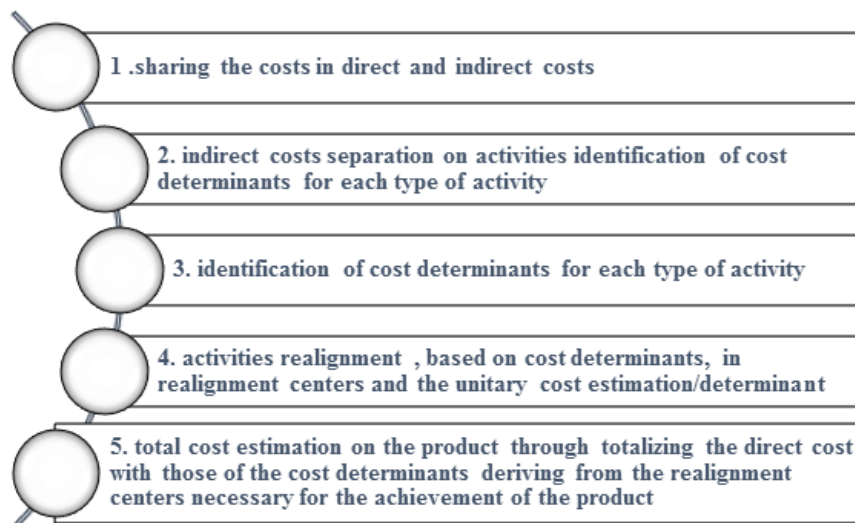 1 .sharing the costs in direct and indirect costs
2. indirect costs separation on activities identification of cost
determinants for each type of activity
3. identification of cost determinants for each type of activity
4. activities realignment , based on cost determinants, in
realignment centers and the unitary cost estimation/determinant
5. total cost estimation on the product through totalizing the direct cost
with those of the cost determinants deriving from the realignment
centers necessary for the achievement of the product